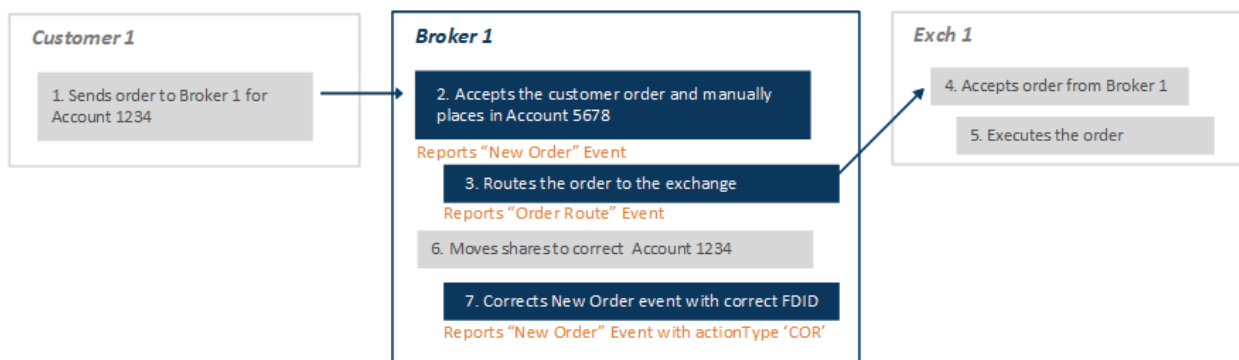 Customer 1
1. Sends order to Broker 1 for
Account 1234
Broker 1
2. Accepts the customer order and manually
places in Account 5678
Reports “New Order” Event
3. Routes the order to the exchange
Reports “Order Route” Event
6. Moves shares to correct Account 1234
7. Corrects New Order event with correct FDID
Reports “New Order” Event with actionType ‘COR’
Exch 1
4. Accepts order from Broker 1
5. Executes the order